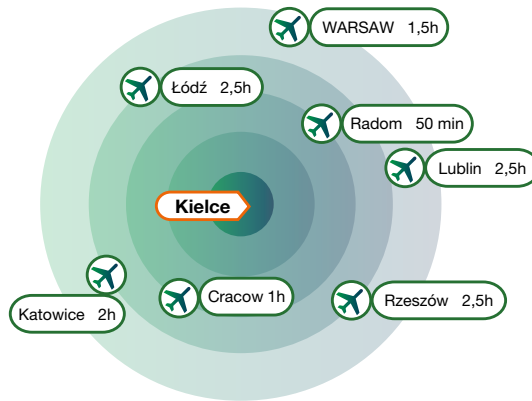 WARSAW 1,5h
Łódź 2,5h
Radom 50 min
Lublin 2,5h
Kielce
Cracow 1h
Rzeszów 2,5h
Katowice 2h